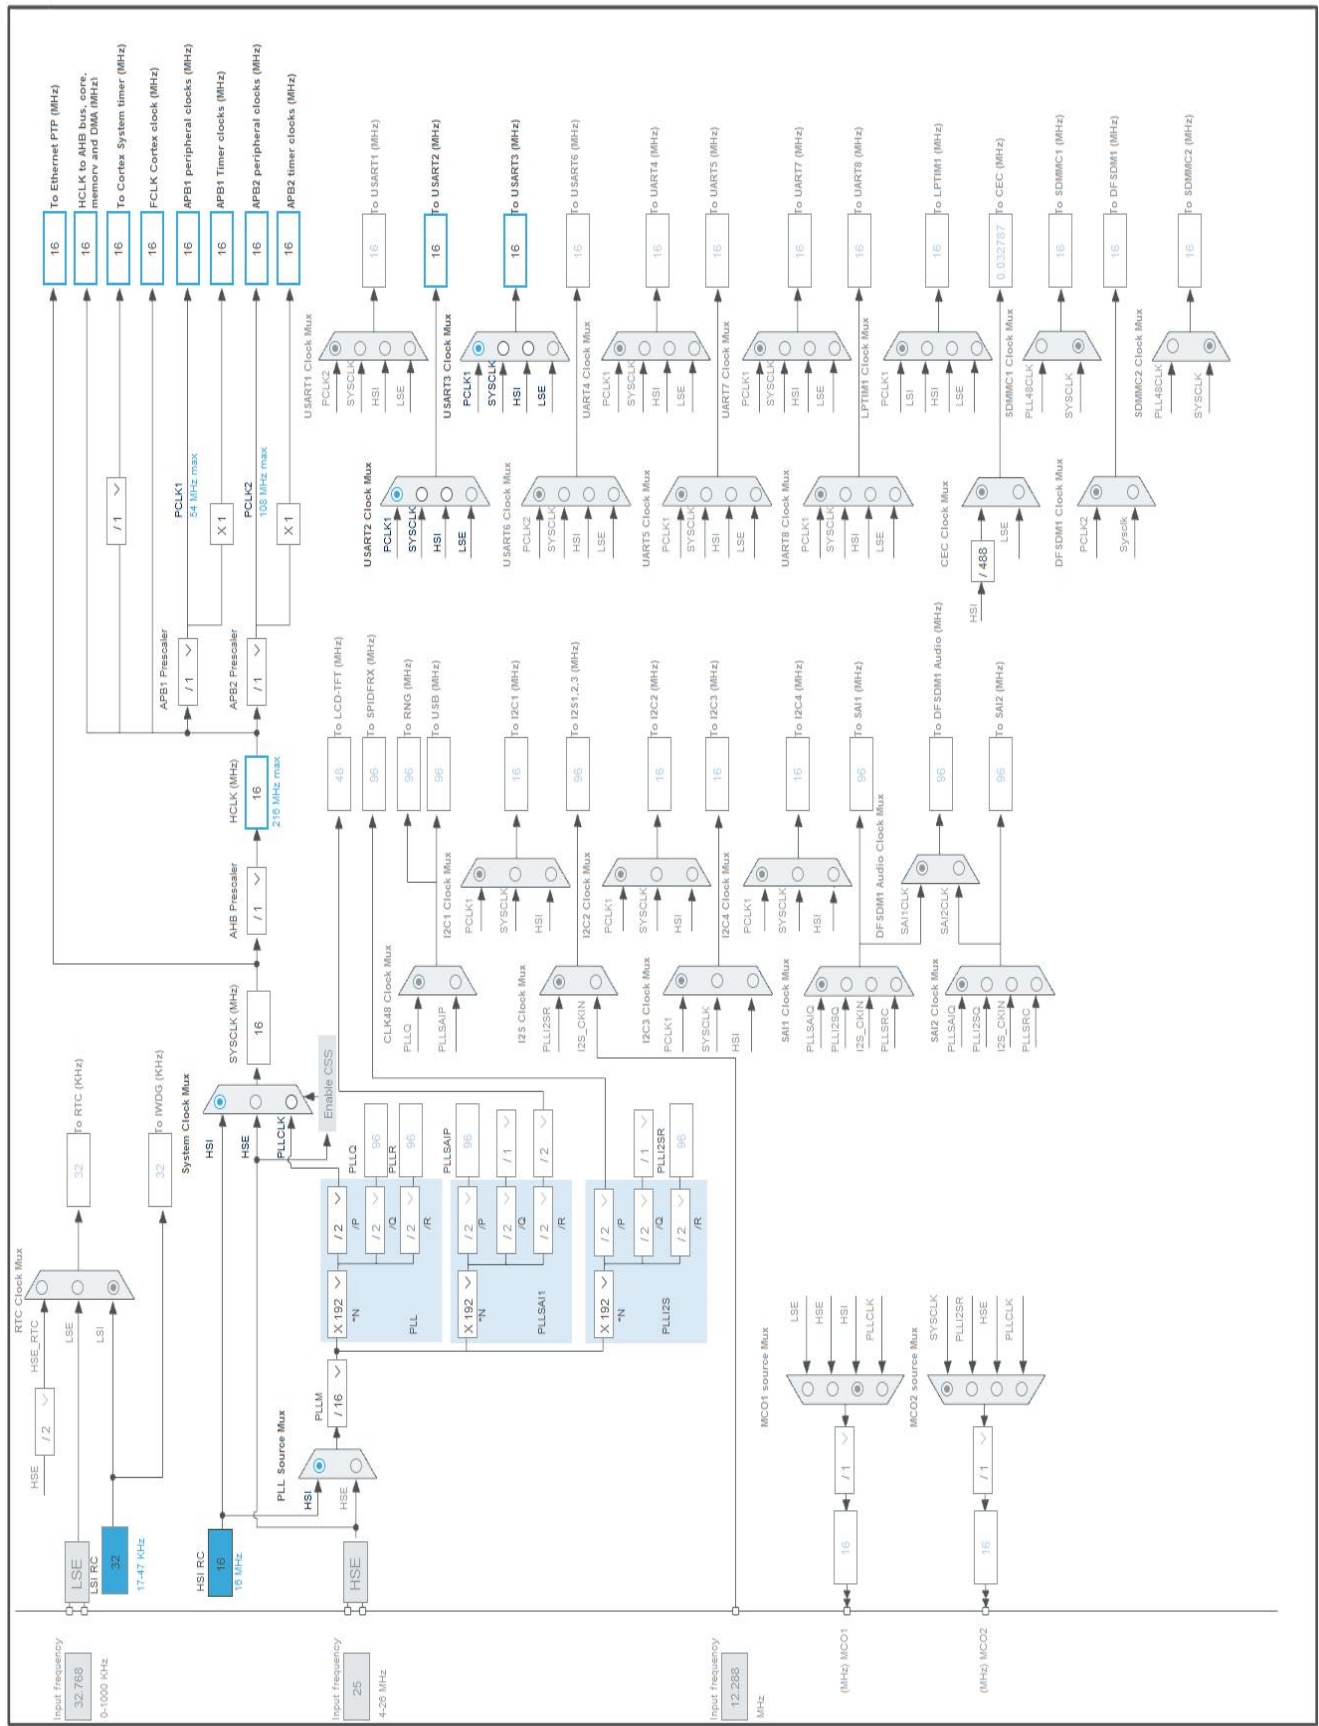 Input frequency
32.768
0-1000 KHz
LSE
LSI RC
32
17-47 KHz
HSE
/ 2
HSE_RTC
LSE
LSI
RTC Clock Mux
32
To RTC (KHz)
32
To IWDG (KHz)
HSI RC
16
16 MHz
System Clock Mux
HSI
HSE
PLLCLK
Enable CSS
SYSCLK (MHz)
16
AHB Prescaler
/ 1
HCLK (MHz)
16
216 MHz max
APB1 Prescaler
/ 1
APB2 Prescaler
/ 1
/ 1
PCLK1
54 MHz max
X 1
PCLK2
108 MHz max
X 1
16
To Ethernet PTP (MHz)
16
HCLK to AHB bus, core,
memory and DMA (MHz)
16
To Cortex System timer (MHz)
16
FCLK Cortex clock (MHz)
16
APB1 peripheral clocks (MHz)
16
APB1 Timer clocks (MHz)
16
APB2 peripheral clocks (MHz)
16
APB2 timer clocks (MHz)
Input frequency
25
4-26 MHz
HSE
PLL Source Mux
HSI
HSE
PLLM
/ 16
X 192
*N
PLL
/ 2
/P
/ 2
/Q
/ 2
/R
PLLQ
96
PLLR
96
X 192
*N
PLLSAI1
/ 2
/P
/ 2
/Q
/ 2
/R
PLLSAIP
96
/ 1
/ 2
X 192
*N
PLLI2S
/ 2
/P
/ 2
/Q
/ 2
/R
/ 1
PLLI2SR
96
48
To LCD-TFT (MHz)
96
To SPIDFRX (MHz)
96
To RNG (MHz)
96
To USB (MHz)
CLK48 Clock Mux
PLLQ
PLLSAIP
I2C1 Clock Mux
PCLK1
SYSCLK
HSI
16
To I2C1 (MHz)
I2S Clock Mux
PLLI2SR
I2S_CKIN
96
To I2S1,2,3 (MHz)
I2C2 Clock Mux
PCLK1
SYSCLK
HSI
16
To I2C2 (MHz)
I2C3 Clock Mux
PCLK1
SYSCLK
HSI
16
To I2C3 (MHz)
I2C4 Clock Mux
PCLK1
SYSCLK
HSI
16
To I2C4 (MHz)
SAI1 Clock Mux
PLLSAIQ
PLLI2SQ
I2S_CKIN
PLLSRC
96
To SAI1 (MHz)
DFSDM1 Audio Clock Mux
SAI1CLK
SAI2CLK
96
To DFSDM1 Audio (MHz)
SAI2 Clock Mux
PLLSAIQ
PLLI2SQ
I2S_CKIN
PLLSRC
96
To SAI2 (MHz)
USART1 Clock Mux
PCLK2
SYSCLK
HSI
LSE
16
To USART1 (MHz)
USART2 Clock Mux
PCLK1
SYSCLK
HSI
LSE
16
To USART2 (MHz)
USART3 Clock Mux
PCLK1
SYSCLK
HSI
LSE
16
To USART3 (MHz)
USART6 Clock Mux
PCLK2
SYSCLK
HSI
LSE
16
To USART6 (MHz)
UART4 Clock Mux
PCLK1
SYSCLK
HSI
LSE
16
To UART4 (MHz)
UART5 Clock Mux
PCLK1
SYSCLK
HSI
LSE
16
To UART5 (MHz)
UART7 Clock Mux
PCLK1
SYSCLK
HSI
LSE
16
To UART7 (MHz)
UART8 Clock Mux
PCLK1
SYSCLK
HSI
LSE
16
To UART8 (MHz)
LPTIM1 Clock Mux
PCLK1
LSI
HSI
LSE
16
To LPTIM1 (MHz)
CEC Clock Mux
HSI
/ 488
LSE
0.032787
To CEC (MHz)
SDMMC1 Clock Mux
PLL48CLK
SYSCLK
16
To SDMMC1 (MHz)
DFSDM1 Clock Mux
PCLK2
Sysclk
16
To DFSDM1 (MHz)
SDMMC2 Clock Mux
PLL48CLK
SYSCLK
16
To SDMMC2 (MHz)
Input frequency
12.288
MHz
(MHz) MCO1
16
/ 1
MCO1 source Mux
LSE
HSE
HSI
PLLCLK
(MHz) MCO2
16
/ 1
MCO2 source Mux
SYSCLK
PLLI2SR
HSE
PLLCLK